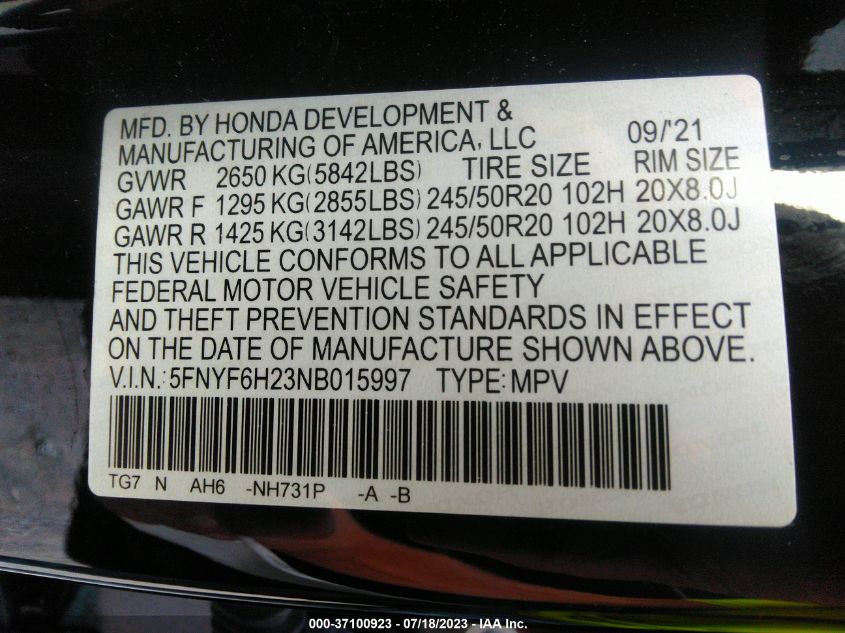 MFD. BY HONDA DEVELOPMENT &
MANUFACTURING OF AMERICA, LLC 09/'21
GVWR 2650 KG(5842LBS) TIRE SIZE RIM SIZE
GAWR F 1295 KG(2855LBS) 245/50R20 102H 20X8.0J
GAWR R 1425 KG(3142LBS) 245/50R20 102H 20X8.0J
THIS VEHICLE CONFORMS TO ALL APPLICABLE
FEDERAL MOTOR VEHICLE SAFETY
AND THEFT PREVENTION STANDARDS IN EFFECT
ON THE DATE OF MANUFACTURE SHOWN ABOVE.
V.I.N.: 5FNYF6H23NB015997 TYPE: MPV
TG7 N AH6 -NH731P -A -B
000-37100923 / 07/18/2023 - IAA Inc.